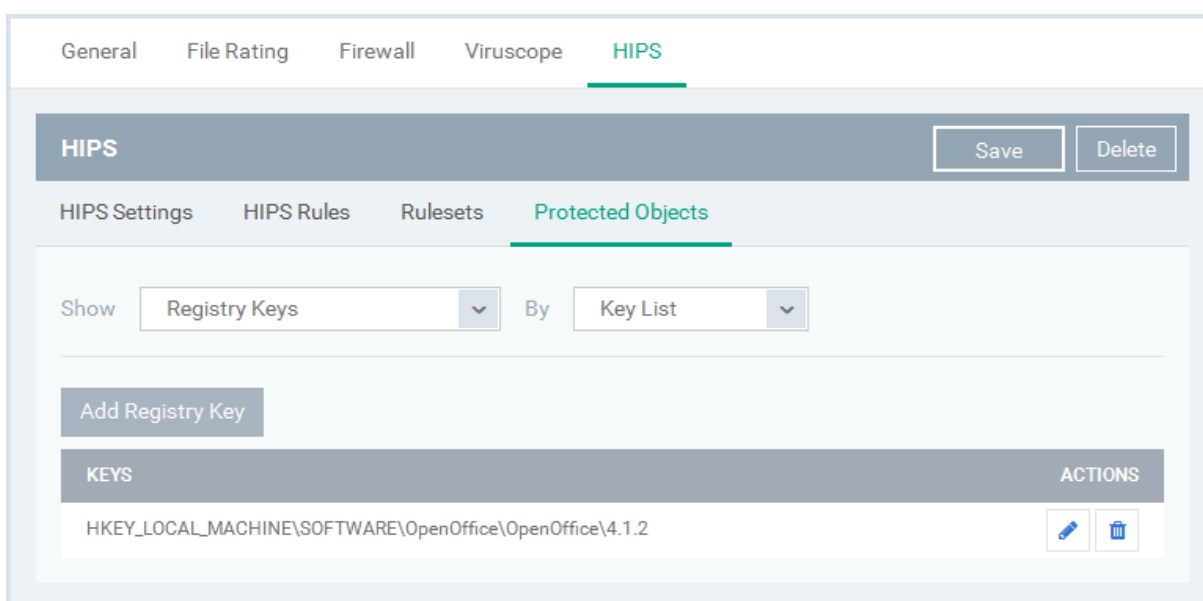 General File Rating Firewall Viruscope HIPS
HIPS Save Delete
HIPS Settings HIPS Rules Rulesets Protected Objects
Show Registry Keys By Key List
Add Registry Key
KEYS ACTIONS
HKEY_LOCAL_MACHINE\SOFTWARE\OpenOffice\OpenOffice\4.1.2